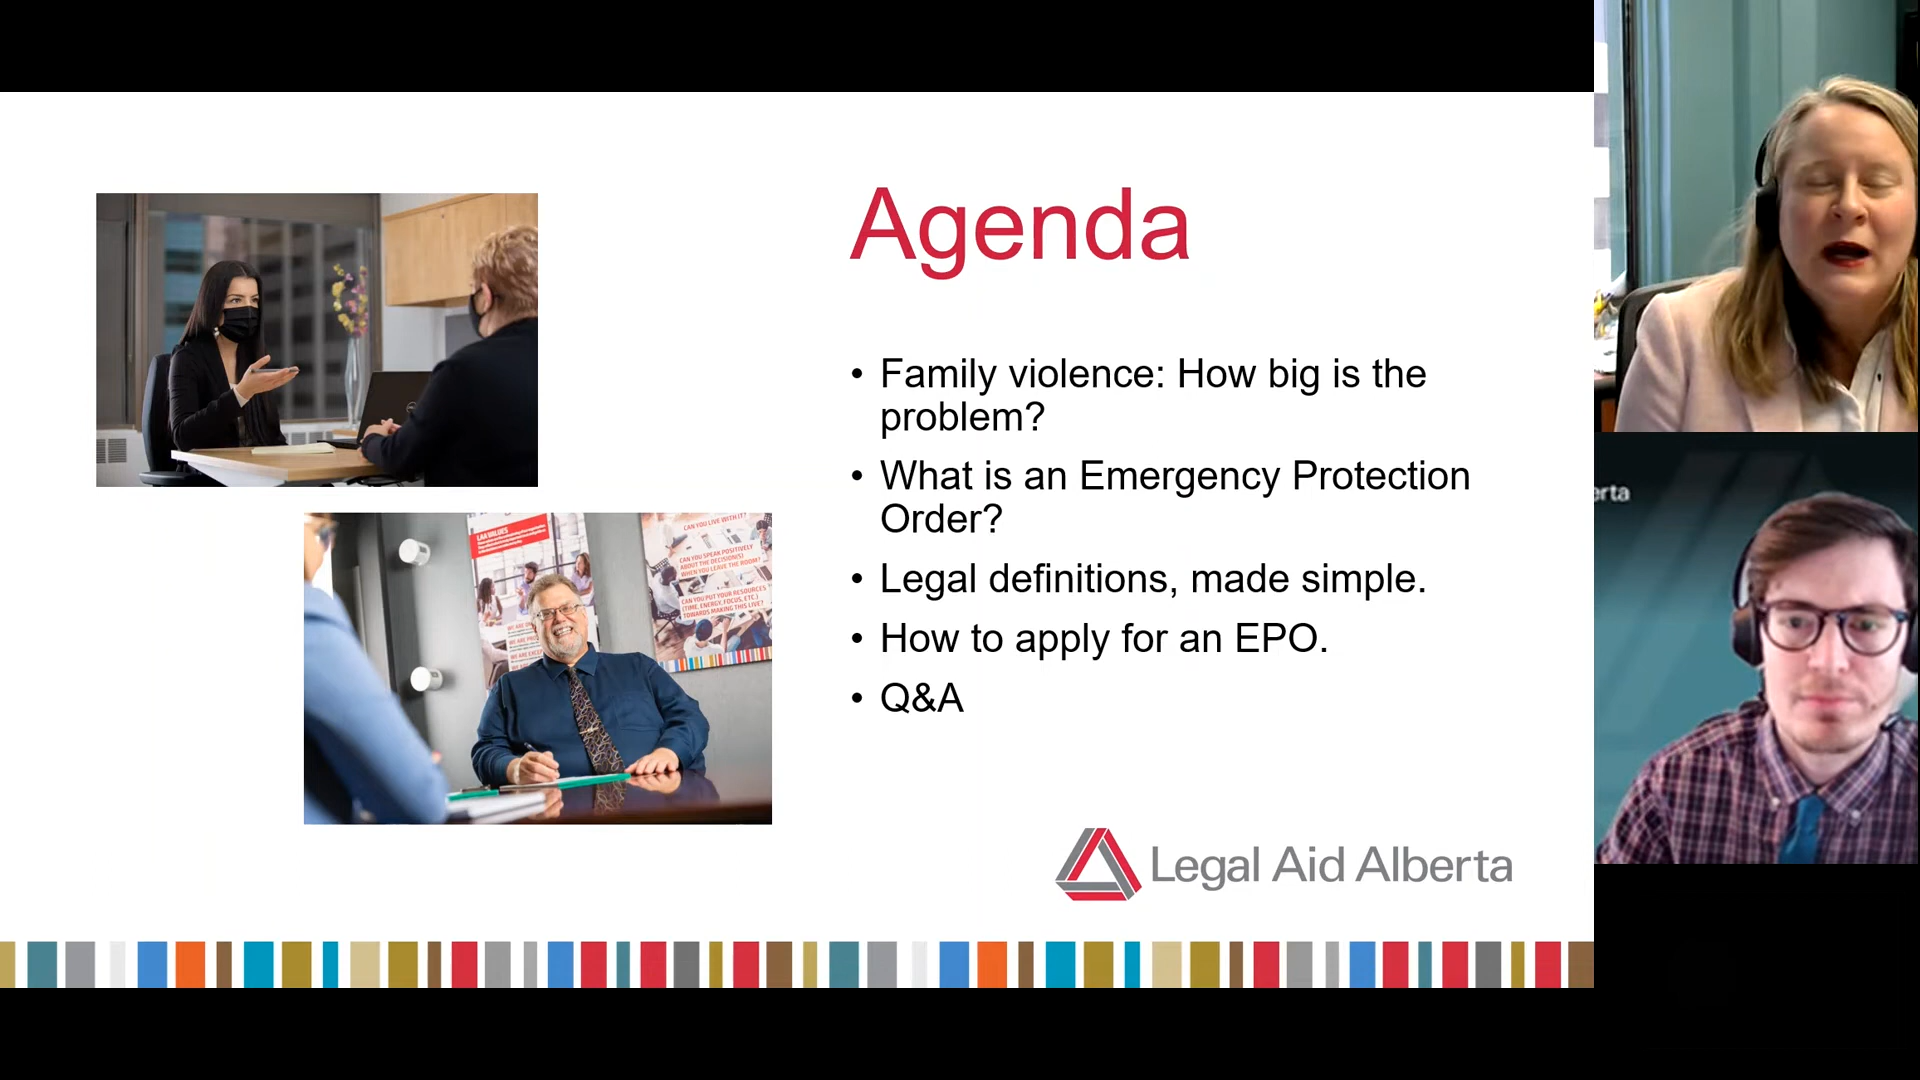 Agenda
• Family violence: How big is the
problem?
• What is an Emergency Protection
Order?
• Legal definitions, made simple.
• How to apply for an EPO.
• Q&A
LAA VALUES
CAN YOU LIVE WITH IT?
CAN YOU SPEAK POSITIVELY
ABOUT THE DECISION(S)
WHEN YOU LEAVE THE ROOM?
CAN YOU PUT YOUR RESOURCES
(TIME, ENERGY, FOCUS, ETC.)
TOWARDS MAKING THIS LIVE?
Legal Aid Alberta
erta